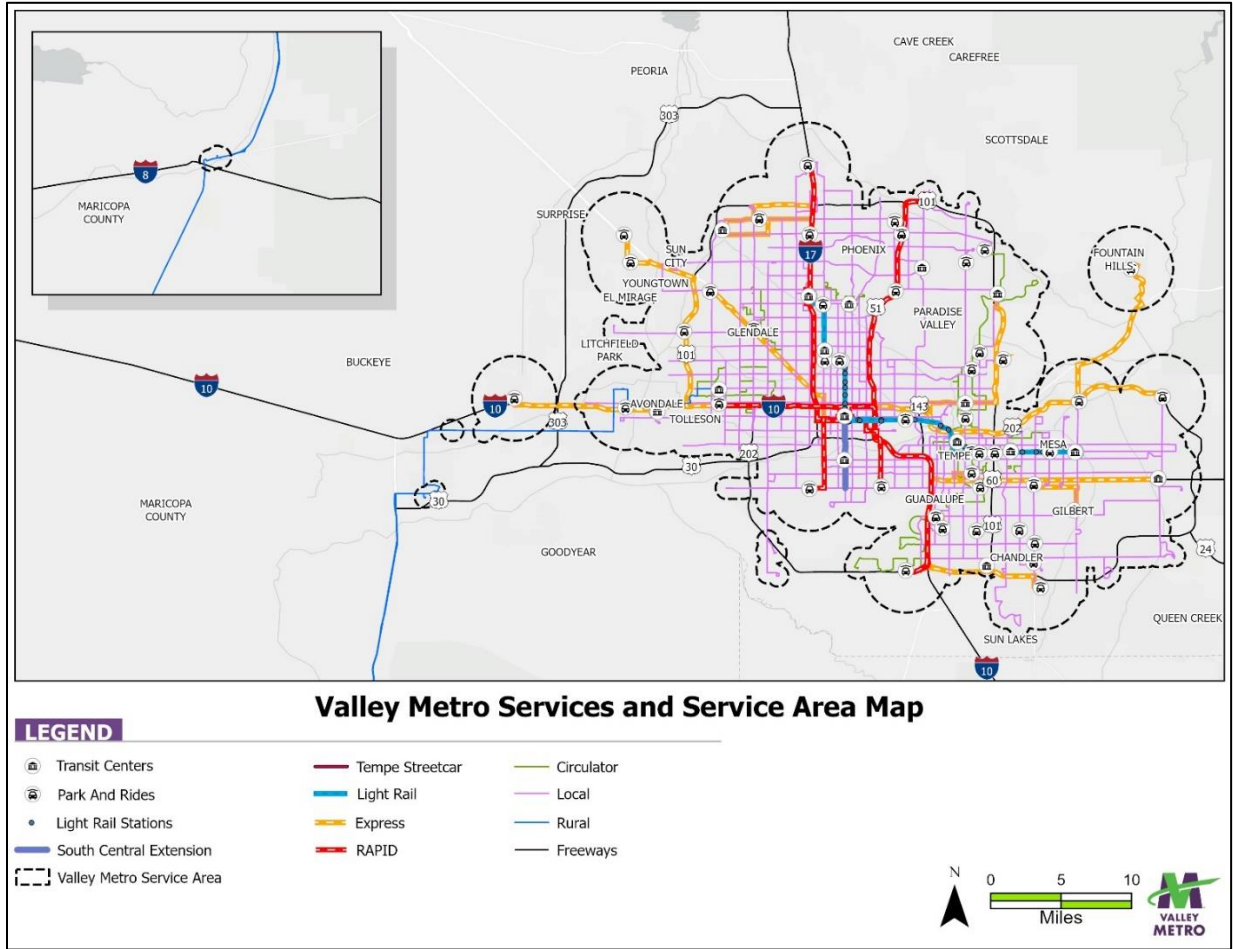 CAVE CREEK
CAREFREE
PEORIA
303
SCOTTSDALE
8
MARICOPA
COUNTY
SURPRISE
101
SUN
CITY
17
PHOENIX
FOUNTAIN
HILLS
YOUNGTOWN
EL MIRAGE
51
PARADISE
VALLEY
GLENDALE
LITCHFIELD
PARK
101
BUCKEYE
10
10
AVONDALE
10
143
303
TOLLESON
202
MESA
202
TEMPE
30
60
MARICOPA
COUNTY
30
GUADALUPE
GILBERT
101
GOODYEAR
CHANDLER
24
QUEEN CREEK
SUN LAKES
10
Valley Metro Services and Service Area Map
LEGEND
Transit Centers
Park And Rides
Light Rail Stations
South Central Extension
Valley Metro Service Area
Tempe Streetcar
Light Rail
Express
RAPID
Circulator
Local
Rural
Freeways
N
0 5 10
Miles
VALLEY
METRO